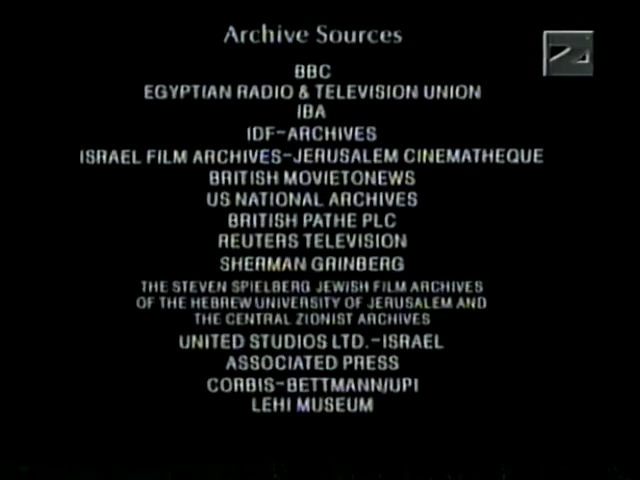 Archive Sources
BBC
EGYPTIAN RADIO & TELEVISION UNION
IBA
IDF-ARCHIVES
ISRAEL FILM ARCHIVES-JERUSALEM CINEMATHEQUE
BRITISH MOVIETONEWS
US NATIONAL ARCHIVES
BRITISH PATHE PLC
REUTERS TELEVISION
SHERMAN GRINBERG
THE STEVEN SPIELBERG JEWISH FILM ARCHIVES
OF THE HEBREW UNIVERSITY OF JERUSALEM AND
THE CENTRAL ZIONIST ARCHIVES
UNITED STUDIOS LTD.-ISRAEL
ASSOCIATED PRESS
CORBIS-BETTMANN/UPI
LEHI MUSEUM